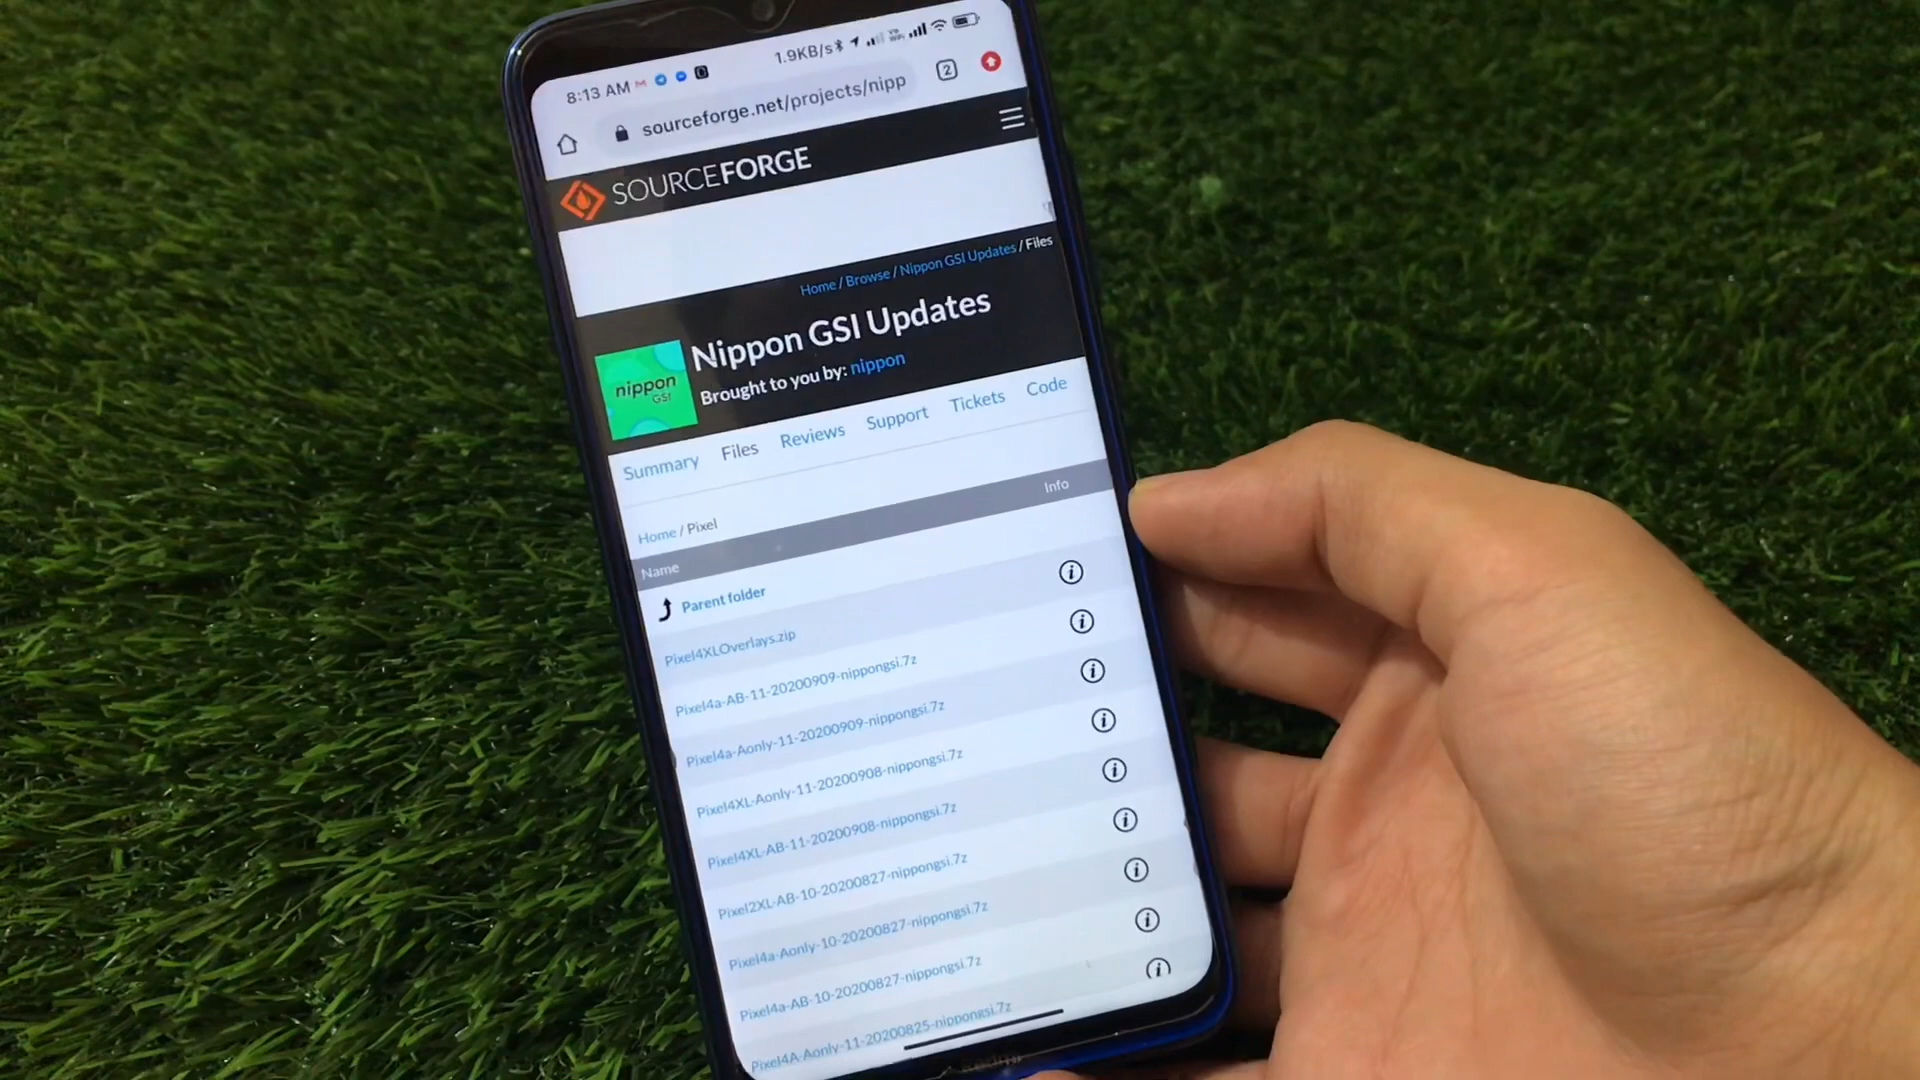 8:13 AM
1.9KB/s
sourceforge.net/projects/nipp
2
SOURCEFORGE
Home / Browse / Nippon GSI Updates / Files
nippon
GSI
Nippon GSI Updates
Brought to you by: nippon
Summary Files Reviews Support Tickets Code
Home / Pixel
Name Info
Parent folder
Pixel4XLOverlays.zip
Pixel4a-AB-11-20200909-nippongsi.7z
Pixel4a-Aonly-11-20200909-nippongsi.7z
Pixel4XL-Aonly-11-20200908-nippongsi.7z
Pixel4XL-AB-11-20200908-nippongsi.7z
Pixel2XL-AB-10-20200827-nippongsi.7z
Pixel4a-Aonly-10-20200827-nippongsi.7z
Pixel4a-AB-10-20200827-nippongsi.7z
Pixel4A-Aonly-11-20200825-nippongsi.7z